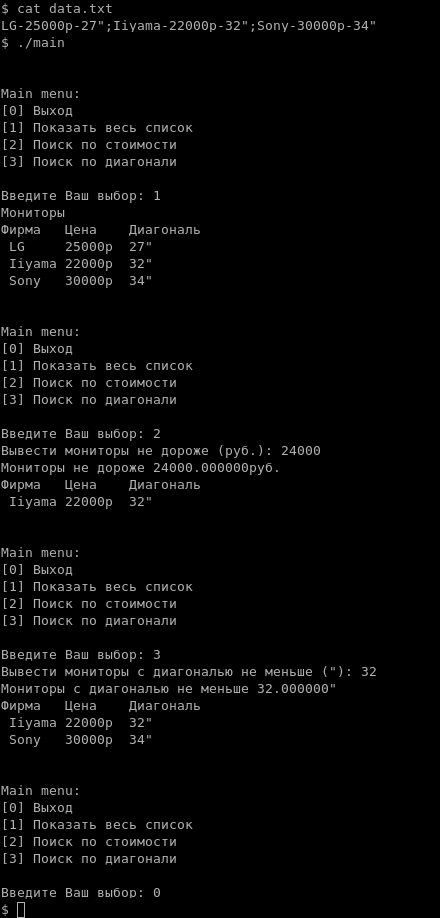 $ cat data.txt
LG-25000р-27";Iiyama-22000р-32";Sony-30000р-34"
$ ./main
Main menu:
[0] Выход
[1] Показать весь список
[2] Поиск по стоимости
[3] Поиск по диагонали
Введите Ваш выбор: 1
Мониторы
Фирма   Цена    Диагональ
 LG     25000р  27"
 Iiyama 22000р  32"
 Sony   30000р  34"
Main menu:
[0] Выход
[1] Показать весь список
[2] Поиск по стоимости
[3] Поиск по диагонали
Введите Ваш выбор: 2
Вывести мониторы не дороже (руб.): 24000
Мониторы не дороже 24000.000000руб.
Фирма   Цена    Диагональ
 Iiyama 22000р  32"
Main menu:
[0] Выход
[1] Показать весь список
[2] Поиск по стоимости
[3] Поиск по диагонали
Введите Ваш выбор: 3
Вывести мониторы с диагональю не меньше ("): 32
Мониторы с диагональю не меньше 32.000000"
Фирма   Цена    Диагональ
 Iiyama 22000р  32"
 Sony   30000р  34"
Main menu:
[0] Выход
[1] Показать весь список
[2] Поиск по стоимости
[3] Поиск по диагонали
Введите Ваш выбор: 0
$